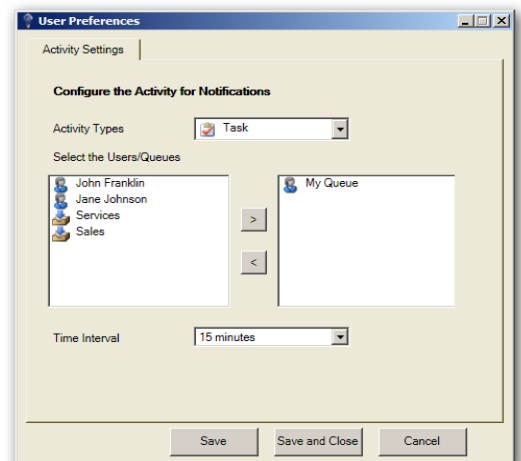 User Preferences
Activity Settings
Configure the Activity for Notifications
Activity Types
Task
Select the Users/Queues
John Franklin
Jane Johnson
Services
Sales
>
<
My Queue
Time Interval
15 minutes
Save
Save and Close
Cancel